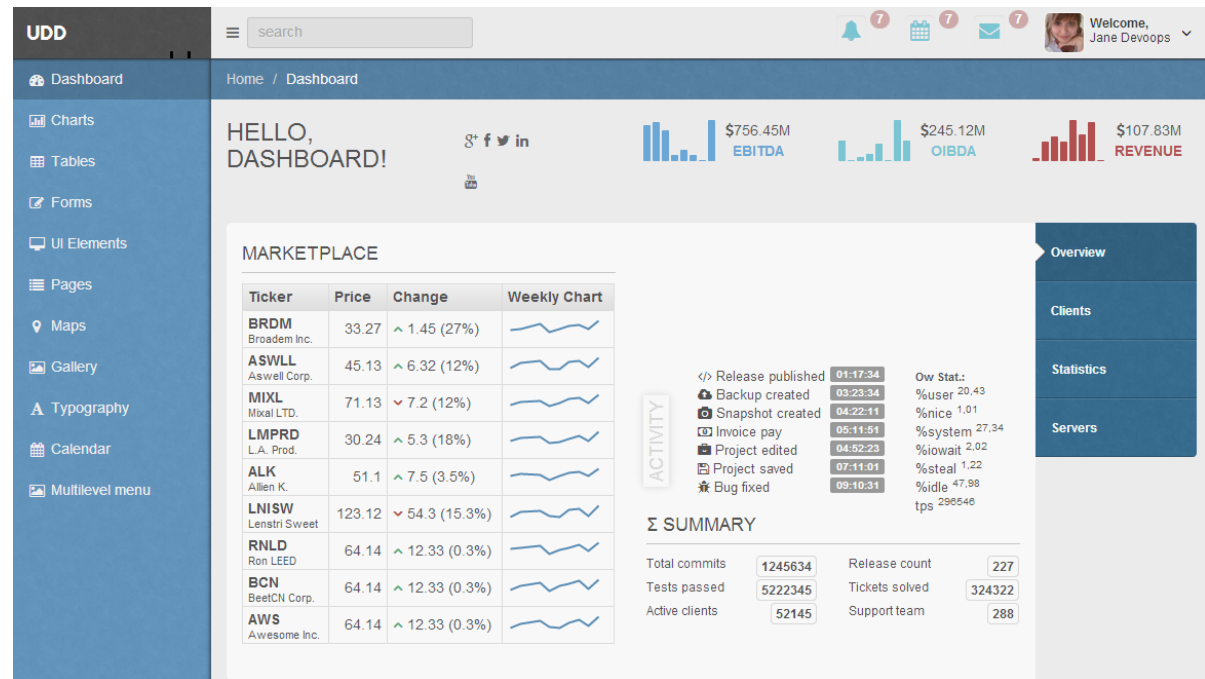 UDD
search
7
7
7
Welcome,
Jane Devoops
Dashboard
Charts
Tables
Forms
UI Elements
Pages
Maps
Gallery
Typography
Calendar
Multilevel menu
Home / Dashboard
HELLO,
DASHBOARD!
$756.45M
EBITDA
$245.12M
OIBDA
$107.83M
REVENUE
MARKETPLACE
Ticker Price Change Weekly Chart
BRDM 33.27 1.45 (27%)
Broadem Inc.
ASWLL 45.13 6.32 (12%)
Aswell Corp.
MIXL 71.13 7.2 (12%)
Mixal LTD.
LMPRD 30.24 5.3 (18%)
L.A. Prod.
ALK 51.1 7.5 (3.5%)
Allien K.
LNISW 123.12 54.3 (15.3%)
Lenstri Sweet
RNLD 64.14 12.33 (0.3%)
Ron LEED
BCN 64.14 12.33 (0.3%)
BeetCN Corp.
AWS 64.14 12.33 (0.3%)
Awesome Inc.
ACTIVITY
Release published 01:17:34
Backup created 03:23:34
Snapshot created 04:22:11
Invoice pay 05:11:51
Project edited 04:52:23
Project saved 07:11:01
Bug fixed 09:10:31
Ow Stat.:
%user 20,43
%nice 1,01
%system 27,34
%iowait 2,02
%steal 1,22
%idle 47,98
tps 296546
Σ SUMMARY
Total commits 1245634
Tests passed 5222345
Active clients 52145
Release count 227
Tickets solved 324322
Support team 288
Overview
Clients
Statistics
Servers